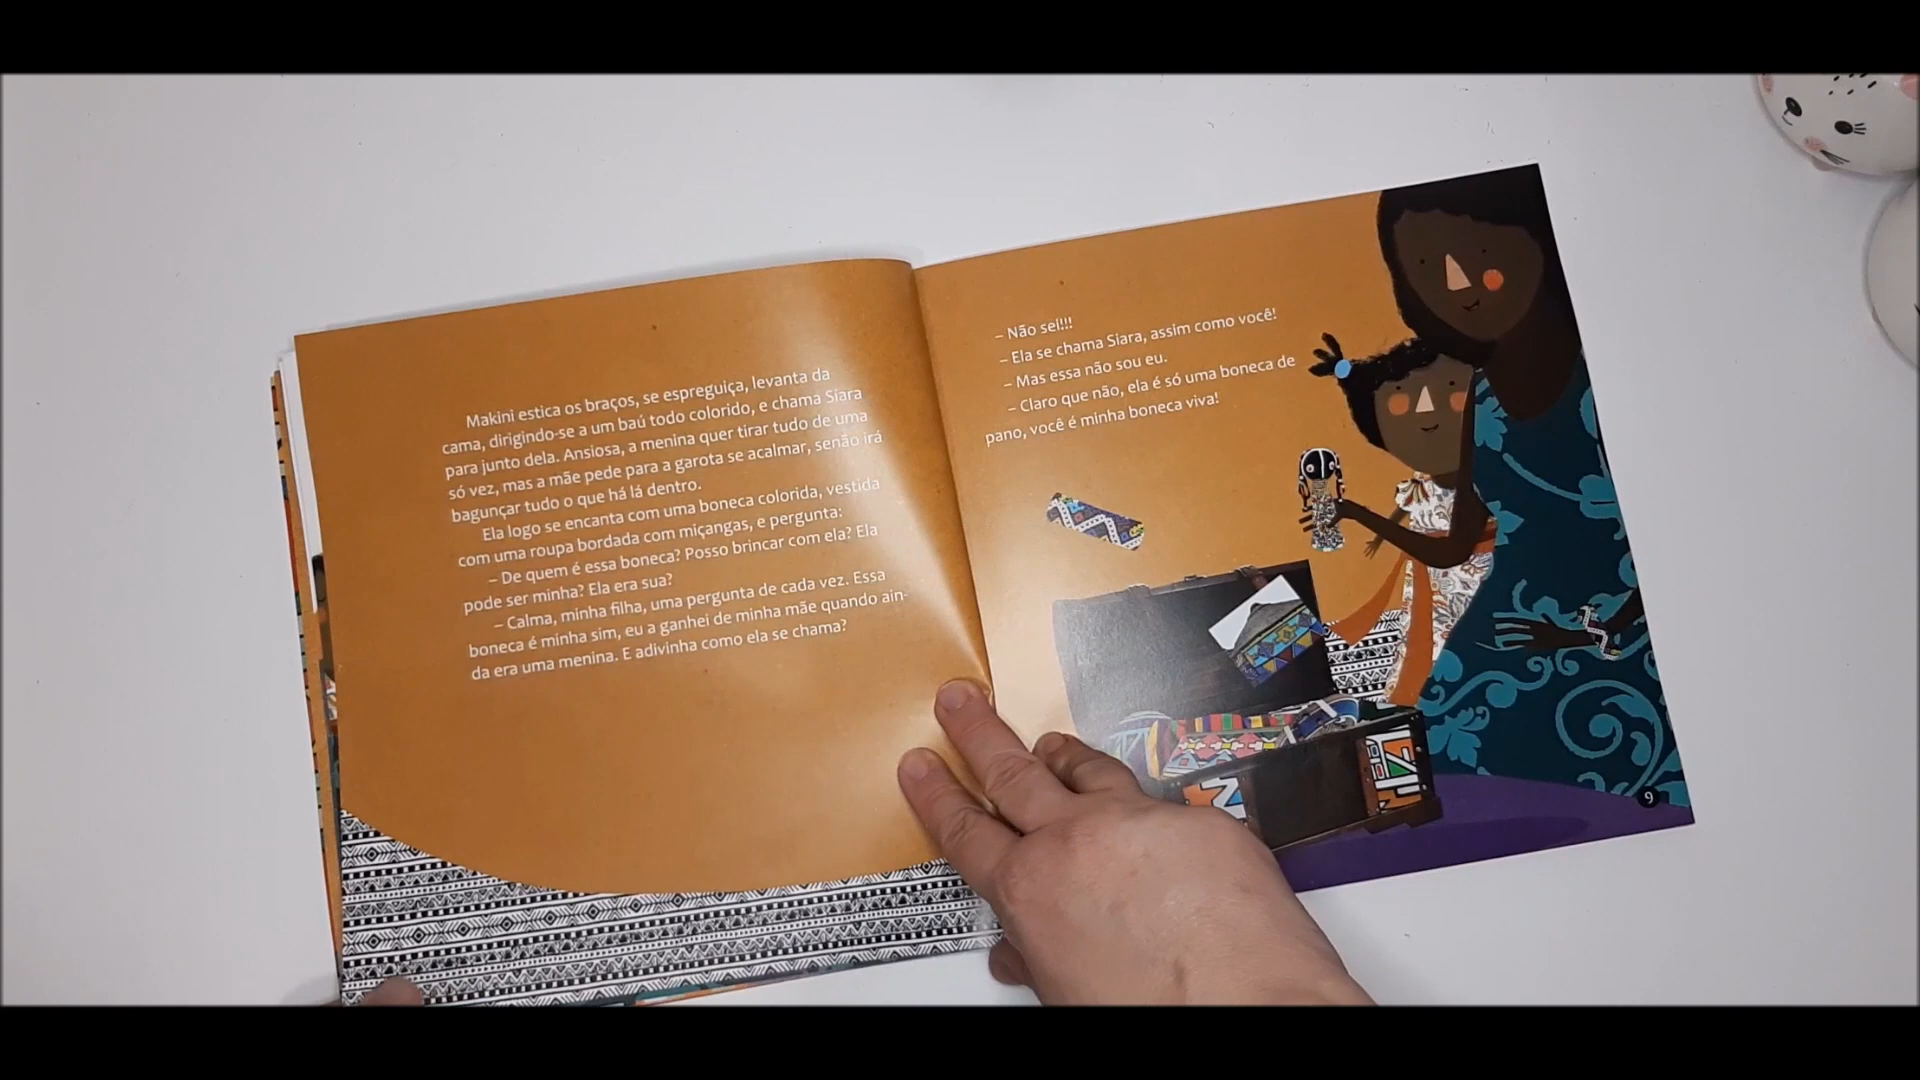 Makini estica os braços, se espreguiça, levanta da
cama, dirigindo-se a um baú todo colorido, e chama Siara
para junto dela. Ansiosa, a menina quer tirar tudo de uma
só vez, mas a mãe pede para a garota se acalmar, senão irá
bagunçar tudo o que há lá dentro.
Ela logo se encanta com uma boneca colorida, vestida
com uma roupa bordada com miçangas, e pergunta:
– De quem é essa boneca? Posso brincar com ela? Ela
pode ser minha? Ela era sua?
– Calma, minha filha, uma pergunta de cada vez. Essa
boneca é minha sim, eu a ganhei de minha mãe quando ain-
da era uma menina. E adivinha como ela se chama?
– Não sei!!!
– Ela se chama Siara, assim como você!
– Mas essa não sou eu.
– Claro que não, ela é só uma boneca de
pano, você é minha boneca viva!
9